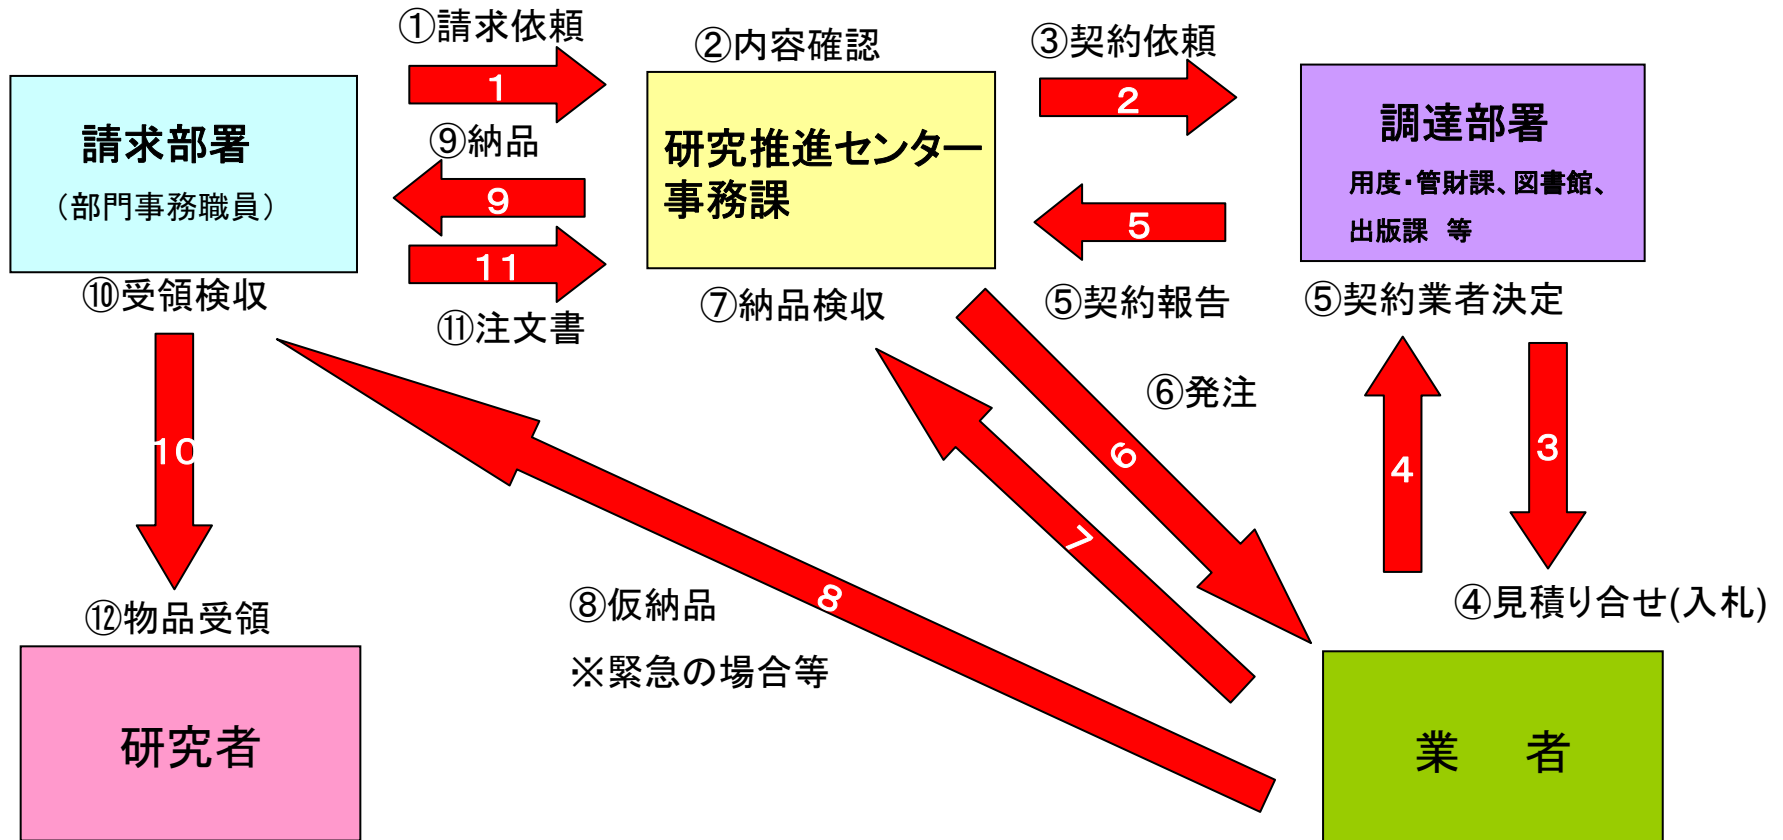 ①請求依頼
②内容確認
③契約依頼
1
2
請求部署
（部門事務職員）
⑨納品
9
11
研究推進センター
事務課
5
調達部署
用度・管財課、図書館、
出版課　等
⑩受領検収
⑪注文書
⑦納品検収
⑤契約報告
⑤契約業者決定
⑥発注
10
6
7
4
3
8
⑧仮納品
※緊急の場合等
④見積り合せ(入札)
⑫物品受領
研究者
業　者